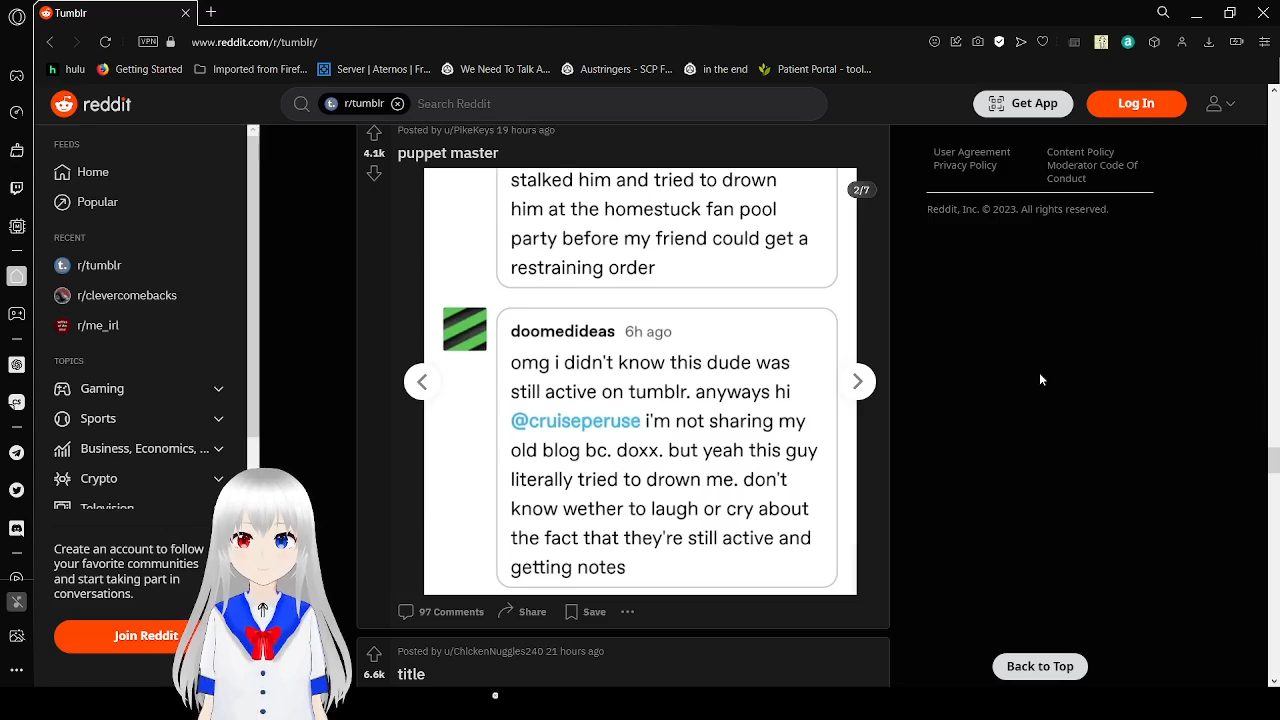 Tumblr
VPN
www.reddit.com/r/tumblr/
hulu
Getting Started
Imported from Firef...
Server | Aternos | Fr...
We Need To Talk A...
Austringers - SCP F...
in the end
Patient Portal - tool...
reddit
r/tumblr
Search Reddit
Get App
Log In
FEEDS
Home
Popular
RECENT
r/tumblr
r/clevercomebacks
r/me_irl
TOPICS
Gaming
Sports
Business, Economics, ...
Crypto
Television
Create an account to follow
your favorite communities
and start taking part in
conversations.
Join Reddit
Posted by u/PikeKeys 19 hours ago
4.1k
puppet master
2/7
stalked him and tried to drown
him at the homestuck fan pool
party before my friend could get a
restraining order
doomedideas 6h ago
omg i didn't know this dude was
still active on tumblr. anyways hi
@cruiseperuse i'm not sharing my
old blog bc. doxx. but yeah this guy
literally tried to drown me. don't
know wether to laugh or cry about
the fact that they're still active and
getting notes
97 Comments
Share
Save
Posted by u/ChickenNuggles240 21 hours ago
6.6k
title
User Agreement
Privacy Policy
Content Policy
Moderator Code Of
Conduct
Reddit, Inc. © 2023. All rights reserved.
Back to Top